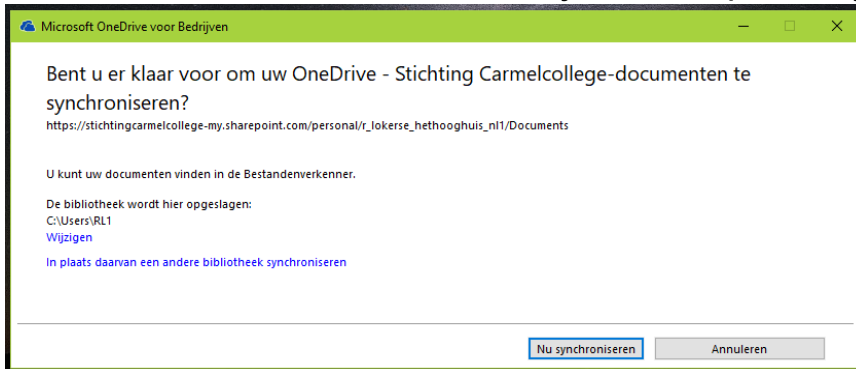 Microsoft OneDrive voor Bedrijven
Bent u er klaar voor om uw OneDrive - Stichting Carmelcollege-documenten te
synchroniseren?
https://stichtingcarmelcollege-my.sharepoint.com/personal/r_lokerse_hethooghuis_nl1/Documents
U kunt uw documenten vinden in de Bestandenverkenner.
De bibliotheek wordt hier opgeslagen:
C:\Users\RL1
Wijzigen
In plaats daarvan een andere bibliotheek synchroniseren
Nu synchroniseren
Annuleren